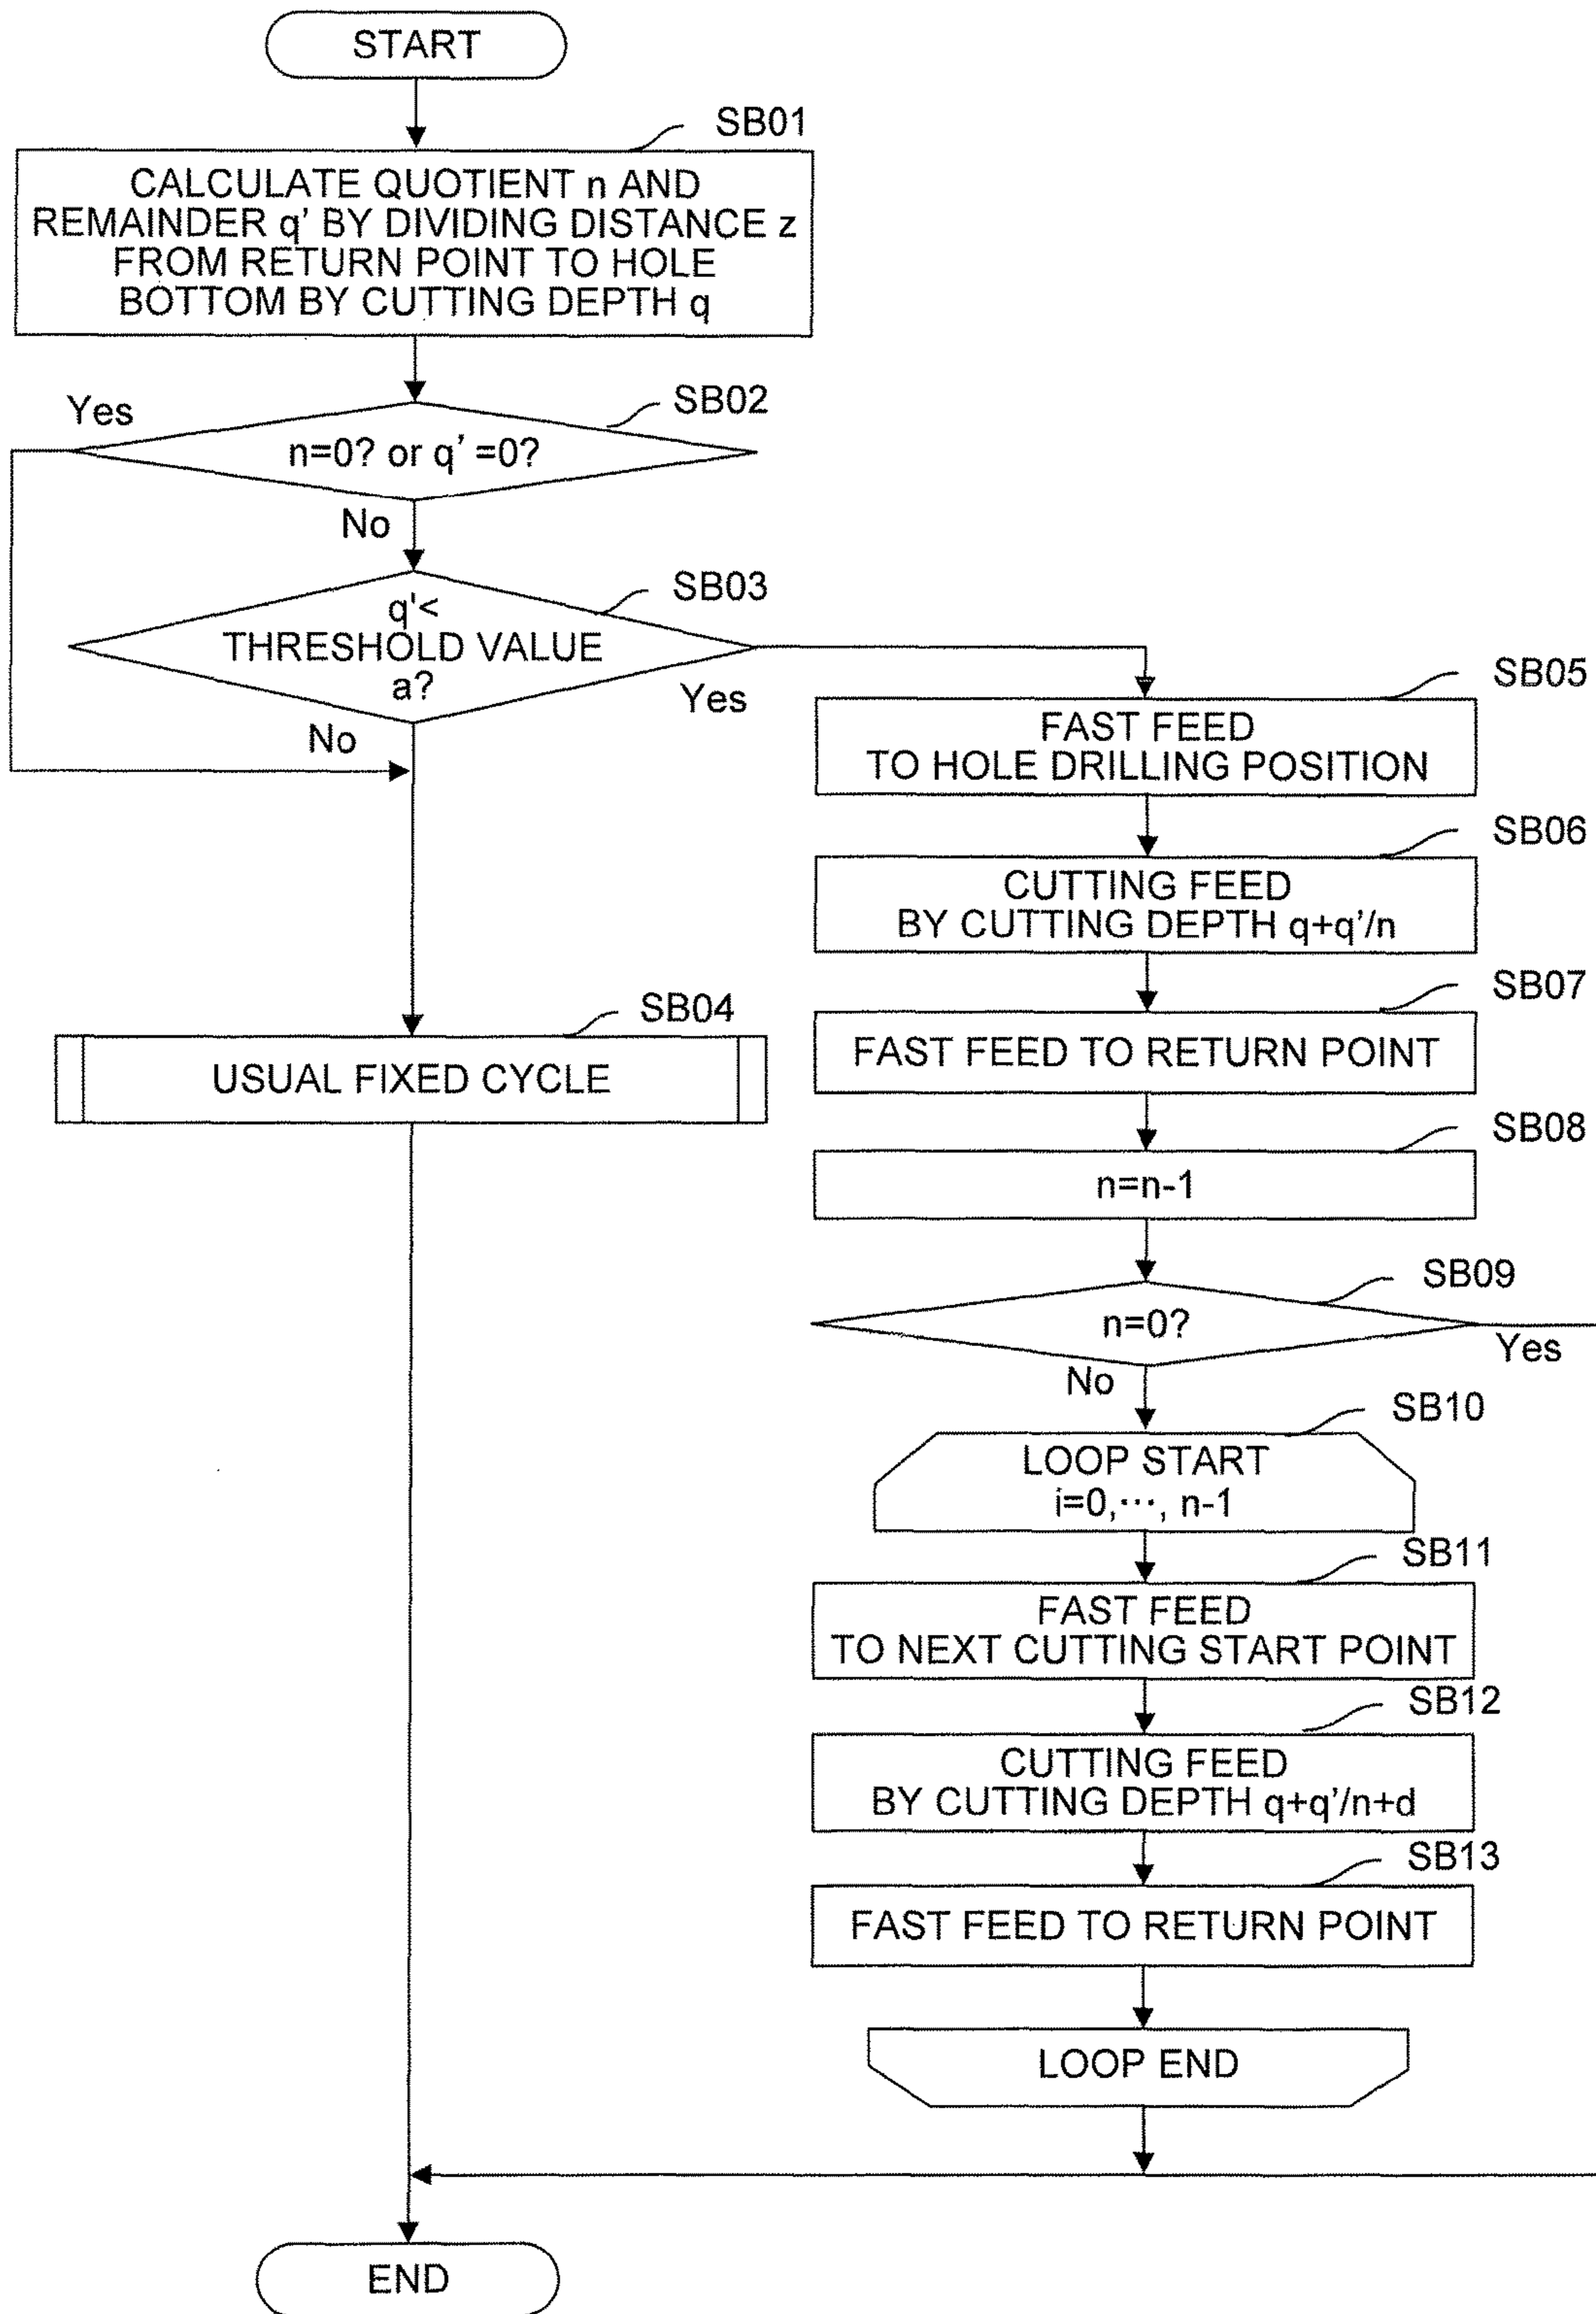 START
SB01
CALCULATE QUOTIENT n AND
REMAINDER q' BY DIVIDING DISTANCE z
FROM RETURN POINT TO HOLE
BOTTOM BY CUTTING DEPTH q
SB02
Yes
n=0? or q' =0?
No
SB03
q'<
THRESHOLD VALUE
a?
Yes
No
SB04
USUAL FIXED CYCLE
SB05
FAST FEED
TO HOLE DRILLING POSITION
SB06
CUTTING FEED
BY CUTTING DEPTH q+q'/n
SB07
FAST FEED TO RETURN POINT
SB08
n=n-1
SB09
n=0?
Yes
No
SB10
LOOP START
i=0,⋯, n-1
SB11
FAST FEED
TO NEXT CUTTING START POINT
SB12
CUTTING FEED
BY CUTTING DEPTH q+q'/n+d
SB13
FAST FEED TO RETURN POINT
LOOP END
END